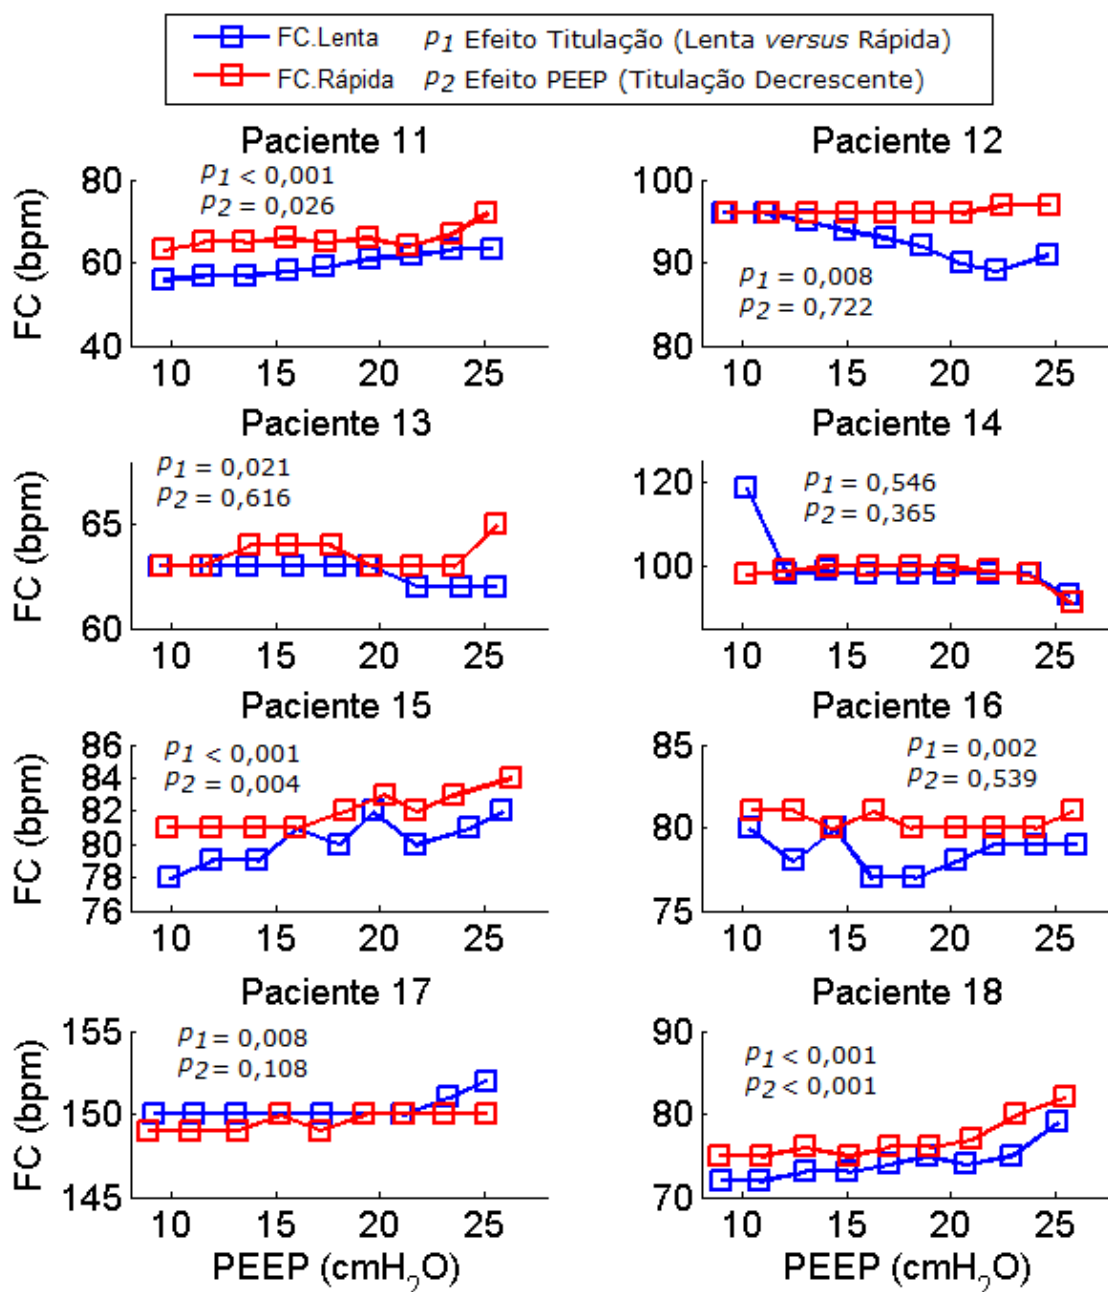 FC.Lenta p1 Efeito Titulação (Lenta versus Rápida)
FC.Rápida p2 Efeito PEEP (Titulação Decrescente)
Paciente 11
p1 < 0,001
p2 = 0,026
80
60
40
FC (bpm)
10 15 20 25
Paciente 12
100
90
80
p1 = 0,008
p2 = 0,722
10 15 20 25
Paciente 13
p1 = 0,021
p2 = 0,616
65
60
FC (bpm)
10 15 20 25
Paciente 14
p1 = 0,546
p2 = 0,365
120
100
10 15 20 25
Paciente 15
p1 < 0,001
p2 = 0,004
86
84
82
80
78
76
FC (bpm)
10 15 20 25
Paciente 16
p1 = 0,002
p2 = 0,539
85
80
75
10 15 20 25
Paciente 17
p1 = 0,008
p2 = 0,108
155
150
145
FC (bpm)
10 15 20 25
PEEP (cmH2O)
Paciente 18
p1 < 0,001
p2 < 0,001
90
80
70
10 15 20 25
PEEP (cmH2O)